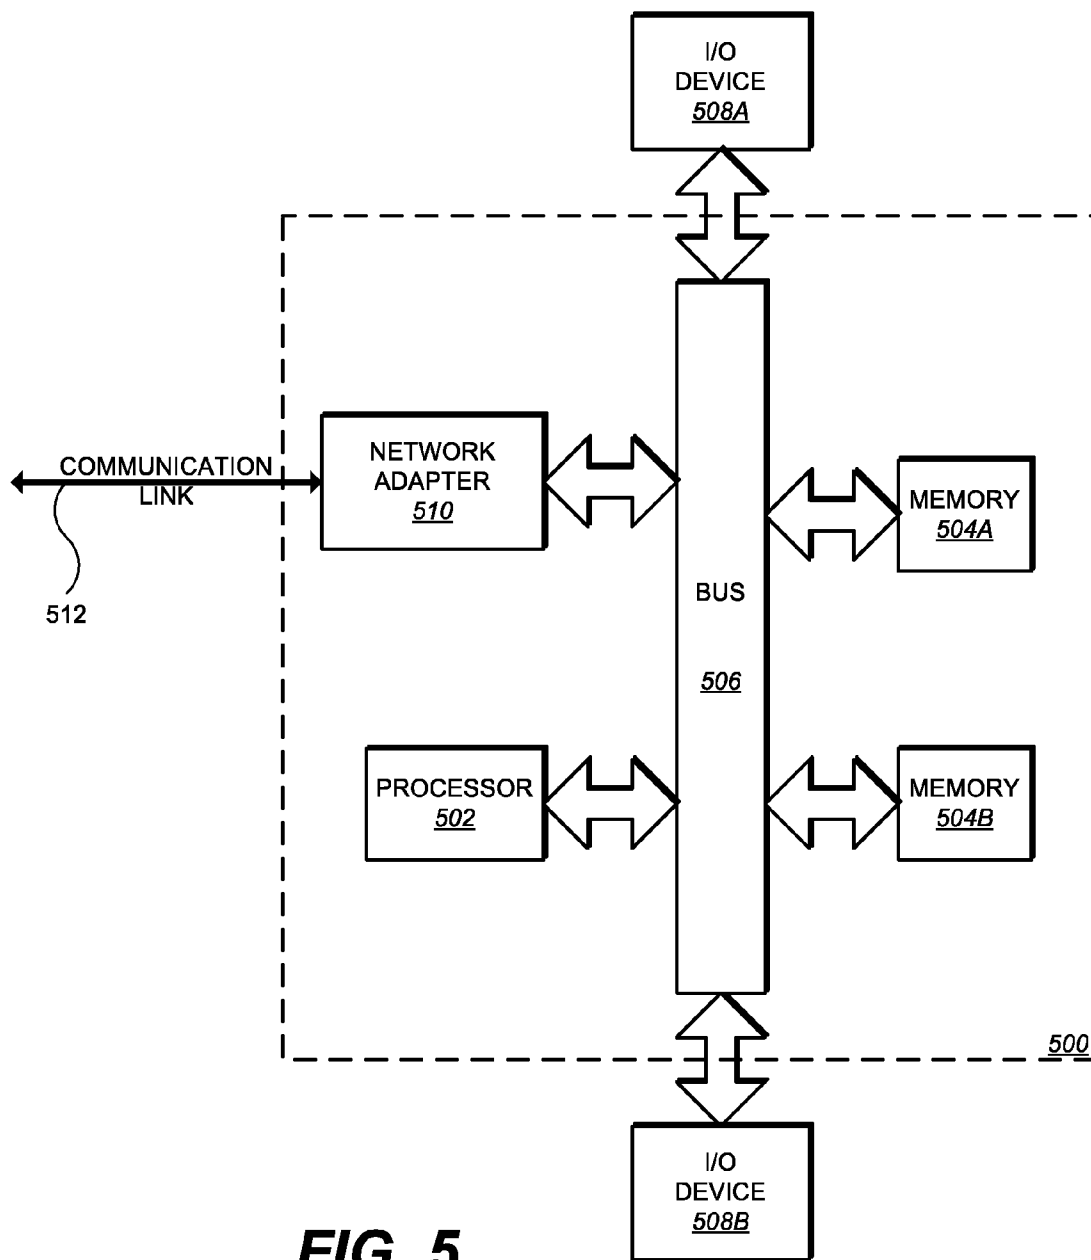 I/O
DEVICE
508A
NETWORK
ADAPTER
510
COMMUNICATION
LINK
512
MEMORY
504A
BUS
506
PROCESSOR
502
MEMORY
504B
500
I/O
DEVICE
508B
FIG. 5